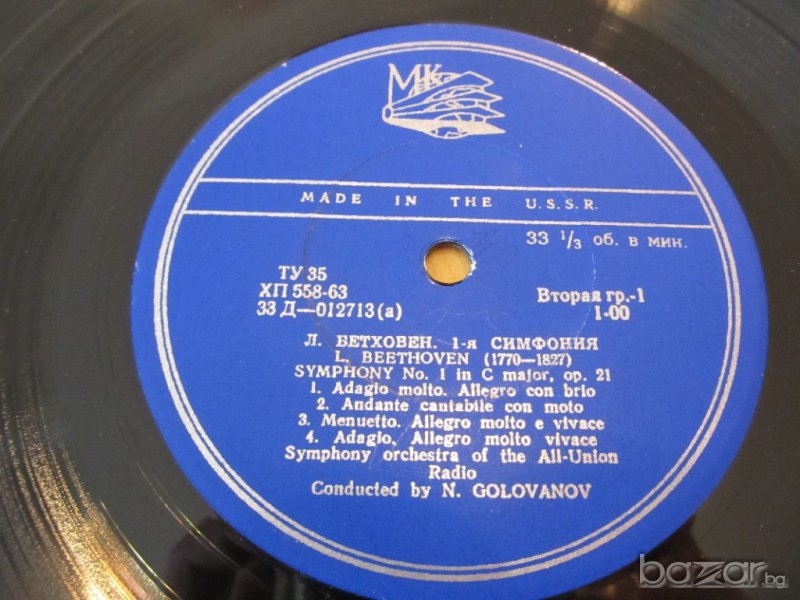 МК
MADE IN THE U.S.S.R.
33 1/3 об. в мин.
ТУ 35
ХП 558-63
33 Д—012713(а)
Вторая гр.-1
1-00
Л. БЕТХОВЕН. 1-я СИМФОНИЯ
L. BEETHOVEN (1770—1827)
SYMPHONY No. 1 in C major, op. 21
1. Adagio molto. Allegro con brio
2. Andante cantabile con moto
3. Menuetto. Allegro molto e vivace
4. Adagio, Allegro molto vivace
Symphony orchestra of the All-Union
Radio
Conducted by N. GOLOVANOV
bazar.bg